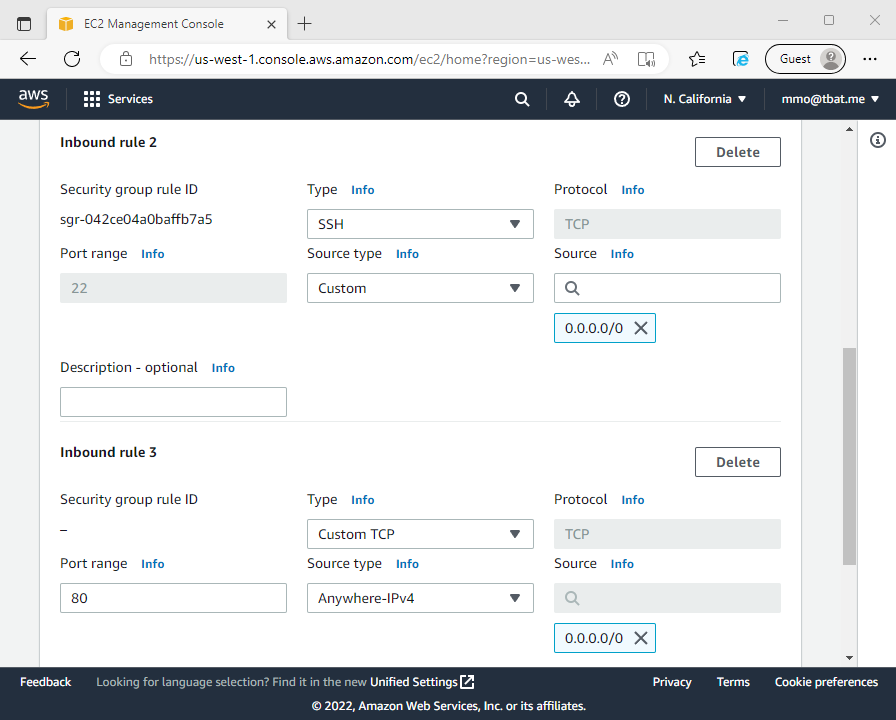 EC2 Management Console
https://us-west-1.console.aws.amazon.com/ec2/home?region=us-wes...
Guest
aws
Services
N. California
mmo@tbat.me
Inbound rule 2
Delete
Security group rule ID
Type Info
Protocol Info
sgr-042ce04a0baffb7a5
SSH
TCP
Port range Info
Source type Info
Source Info
22
Custom
0.0.0.0/0
Description - optional Info
Inbound rule 3
Delete
Security group rule ID
Type Info
Protocol Info
–
Custom TCP
TCP
Port range Info
Source type Info
Source Info
80
Anywhere-IPv4
0.0.0.0/0
Feedback
Looking for language selection? Find it in the new Unified Settings
Privacy
Terms
Cookie preferences
© 2022, Amazon Web Services, Inc. or its affiliates.